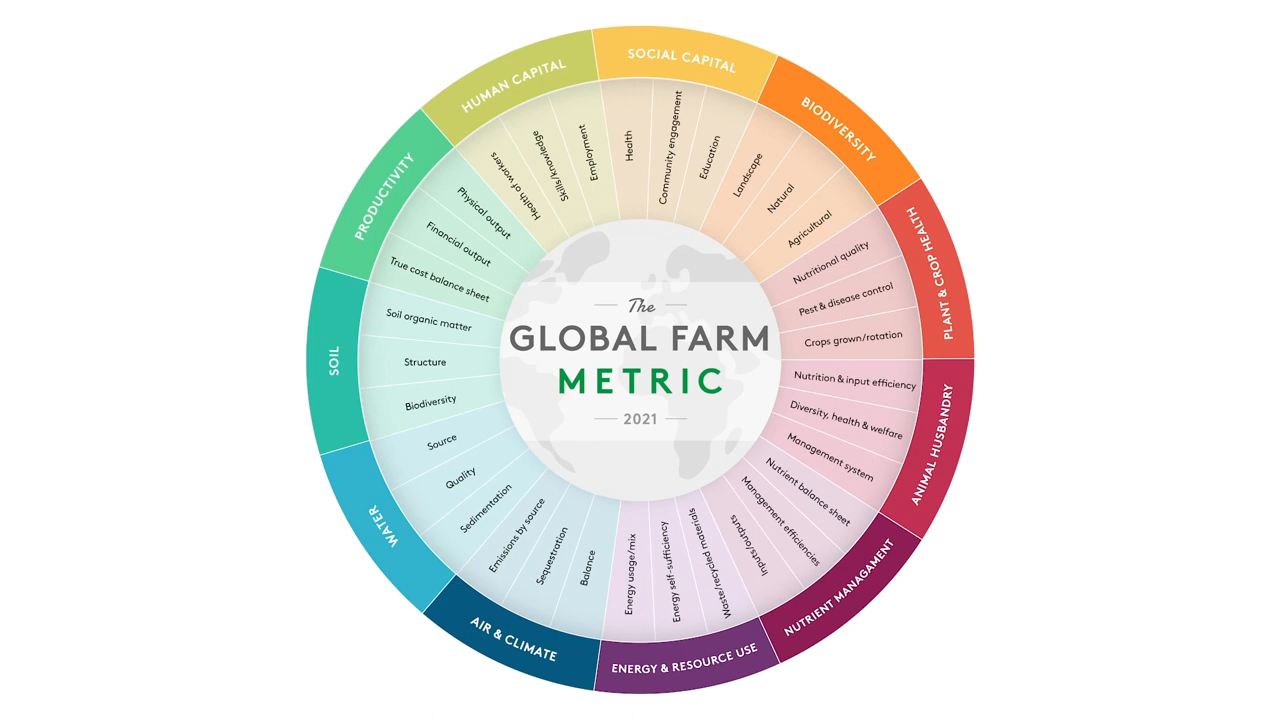 The
GLOBAL FARM
METRIC
2021
SOCIAL CAPITAL
Health
Community engagement
Education
BIODIVERSITY
Landscape
Natural
Agricultural
PLANT & CROP HEALTH
Nutritional quality
Pest & disease control
Crops grown/rotation
ANIMAL HUSBANDRY
Nutrition & input efficiency
Diversity, health & welfare
Management system
NUTRIENT MANAGAMENT
Nutrient balance sheet
Management efficiencies
Inputs/outputs
ENERGY & RESOURCE USE
Waste/recycled materials
Energy self-sufficiency
Energy usage/mix
AIR & CLIMATE
Balance
Sequestration
Emissions by source
WATER
Sedimentation
Quality
Source
SOIL
Biodiversity
Structure
Soil organic matter
PRODUCTIVITY
True cost balance sheet
Financial output
Physical output
HUMAN CAPITAL
Health of workers
Skills/knowledge
Employment